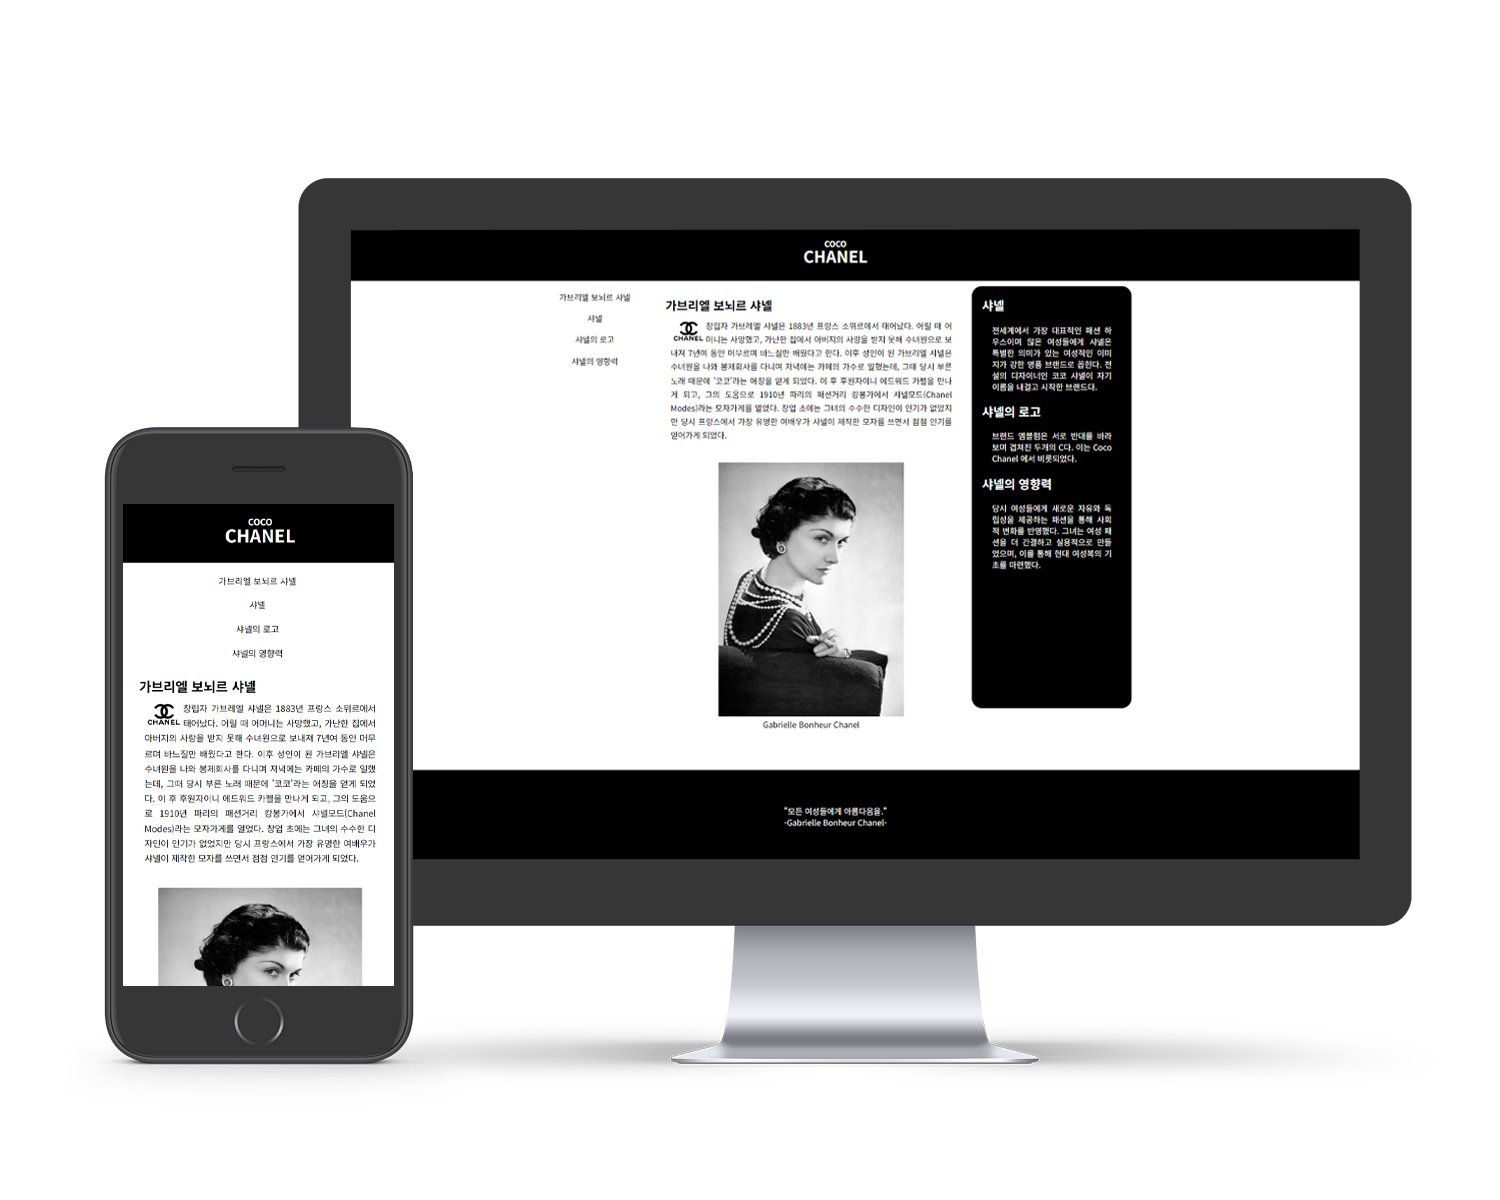 COCO
CHANEL
가브리엘 보뇌르 샤넬
샤넬
샤넬의 로고
샤넬의 영향력
가브리엘 보뇌르 샤넬
CHANEL
창립자 가브레엘 샤넬은 1883년 프랑스 소뮈르에서 태어났다. 어릴 때 어
머니는 사망했고, 가난한 집에서 아버지의 사랑을 받지 못해 수녀원으로 보
내져 7년여 동안 머무르며 바느질만 배웠다고 한다. 이후 성인이 된 가브리엘 샤넬은
수녀원을 나와 봉제회사를 다니며 저녁에는 카페의 가수로 일했는데, 그때 당시 부른
노래 때문에 '코코'라는 애칭을 얻게 되었다. 이 후 후원자이니 에드워드 카펠을 만나
게 되고, 그의 도움으로 1910년 파리의 패션거리 캉봉가에서 샤넬모드(Chanel
Modes)라는 모자가게를 열었다. 창업 초에는 그녀의 수수한 디자인이 인기가 없었지
만 당시 프랑스에서 가장 유명한 여배우가 샤넬이 제작한 모자를 쓰면서 점점 인기를
얻어가게 되었다.
Gabrielle Bonheur Chanel
샤넬
전세계에서 가장 대표적인 패션 하
우스이며 많은 여성들에게 샤넬은
특별한 의미가 있는 여성적인 이미
지가 강한 명품 브랜드로 꼽힌다. 전
설의 디자이너인 코코 샤넬이 자기
이름을 내걸고 시작한 브랜드다.
샤넬의 로고
브랜드 엠블럼은 서로 반대를 바라
보며 겹쳐진 두개의 C다. 이는 Coco
Chanel 에서 비롯되었다.
샤넬의 영향력
당시 여성들에게 새로운 자유와 독
립성을 제공하는 패션을 통해 사회
적 변화를 반영했다. 그녀는 여성 패
션을 더 간결하고 실용적으로 만들
었으며, 이를 통해 현대 여성복의 기
초를 마련했다.
"모든 여성들에게 아름다움을."
-Gabrielle Bonheur Chanel-
COCO
CHANEL
가브리엘 보뇌르 샤넬
샤넬
샤넬의 로고
샤넬의 영향력
가브리엘 보뇌르 샤넬
CHANEL
창립자 가브레엘 샤넬은 1883년 프랑스 소뮈르에서
태어났다. 어릴 때 어머니는 사망했고, 가난한 집에서
아버지의 사랑을 받지 못해 수녀원으로 보내져 7년여 동안 머무
르며 바느질만 배웠다고 한다. 이후 성인이 된 가브리엘 샤넬은
수녀원을 나와 봉제회사를 다니며 저녁에는 카페의 가수로 일했
는데, 그때 당시 부른 노래 때문에 '코코'라는 애칭을 얻게 되었
다. 이 후 후원자이니 에드워드 카펠을 만나게 되고, 그의 도움으
로 1910년 파리의 패션거리 캉봉가에서 샤넬모드(Chanel
Modes)라는 모자가게를 열었다. 창업 초에는 그녀의 수수한 디
자인이 인기가 없었지만 당시 프랑스에서 가장 유명한 여배우가
샤넬이 제작한 모자를 쓰면서 점점 인기를 얻어가게 되었다.